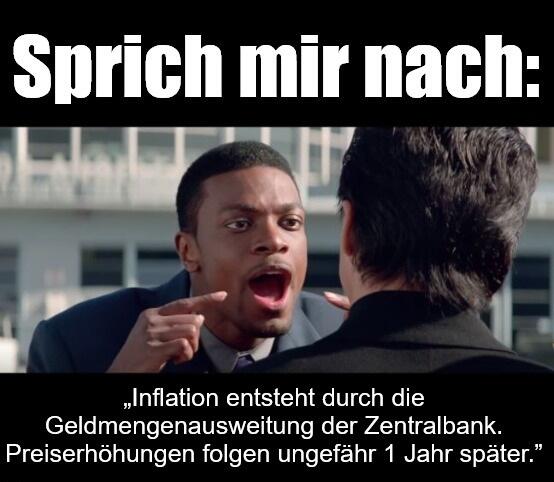 Sprich mir nach:
„Inflation entsteht durch die
Geldmengenausweitung der Zentralbank.
Preiserhöhungen folgen ungefähr 1 Jahr später.”